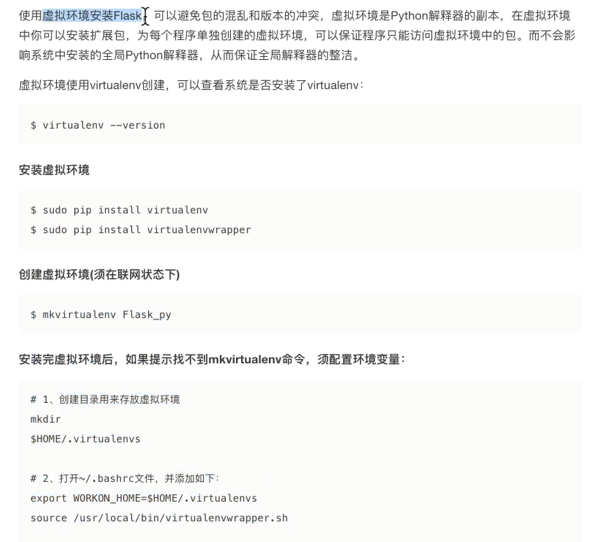 使用虚拟环境安装Flask，可以避免包的混乱和版本的冲突，虚拟环境是Python解释器的副本，在虚拟环境
中你可以安装扩展包，为每个程序单独创建的虚拟环境，可以保证程序只能访问虚拟环境中的包。而不会影
响系统中安装的全局Python解释器，从而保证全局解释器的整洁。
虚拟环境使用virtualenv创建，可以查看系统是否安装了virtualenv：
$ virtualenv --version
安装虚拟环境
$ sudo pip install virtualenv
$ sudo pip install virtualenvwrapper
创建虚拟环境(须在联网状态下)
$ mkvirtualenv Flask_py
安装完虚拟环境后，如果提示找不到mkvirtualenv命令，须配置环境变量：
# 1、创建目录用来存放虚拟环境
mkdir
$HOME/.virtualenvs
# 2、打开~/.bashrc文件，并添加如下：
export WORKON_HOME=$HOME/.virtualenvs
source /usr/local/bin/virtualenvwrapper.sh